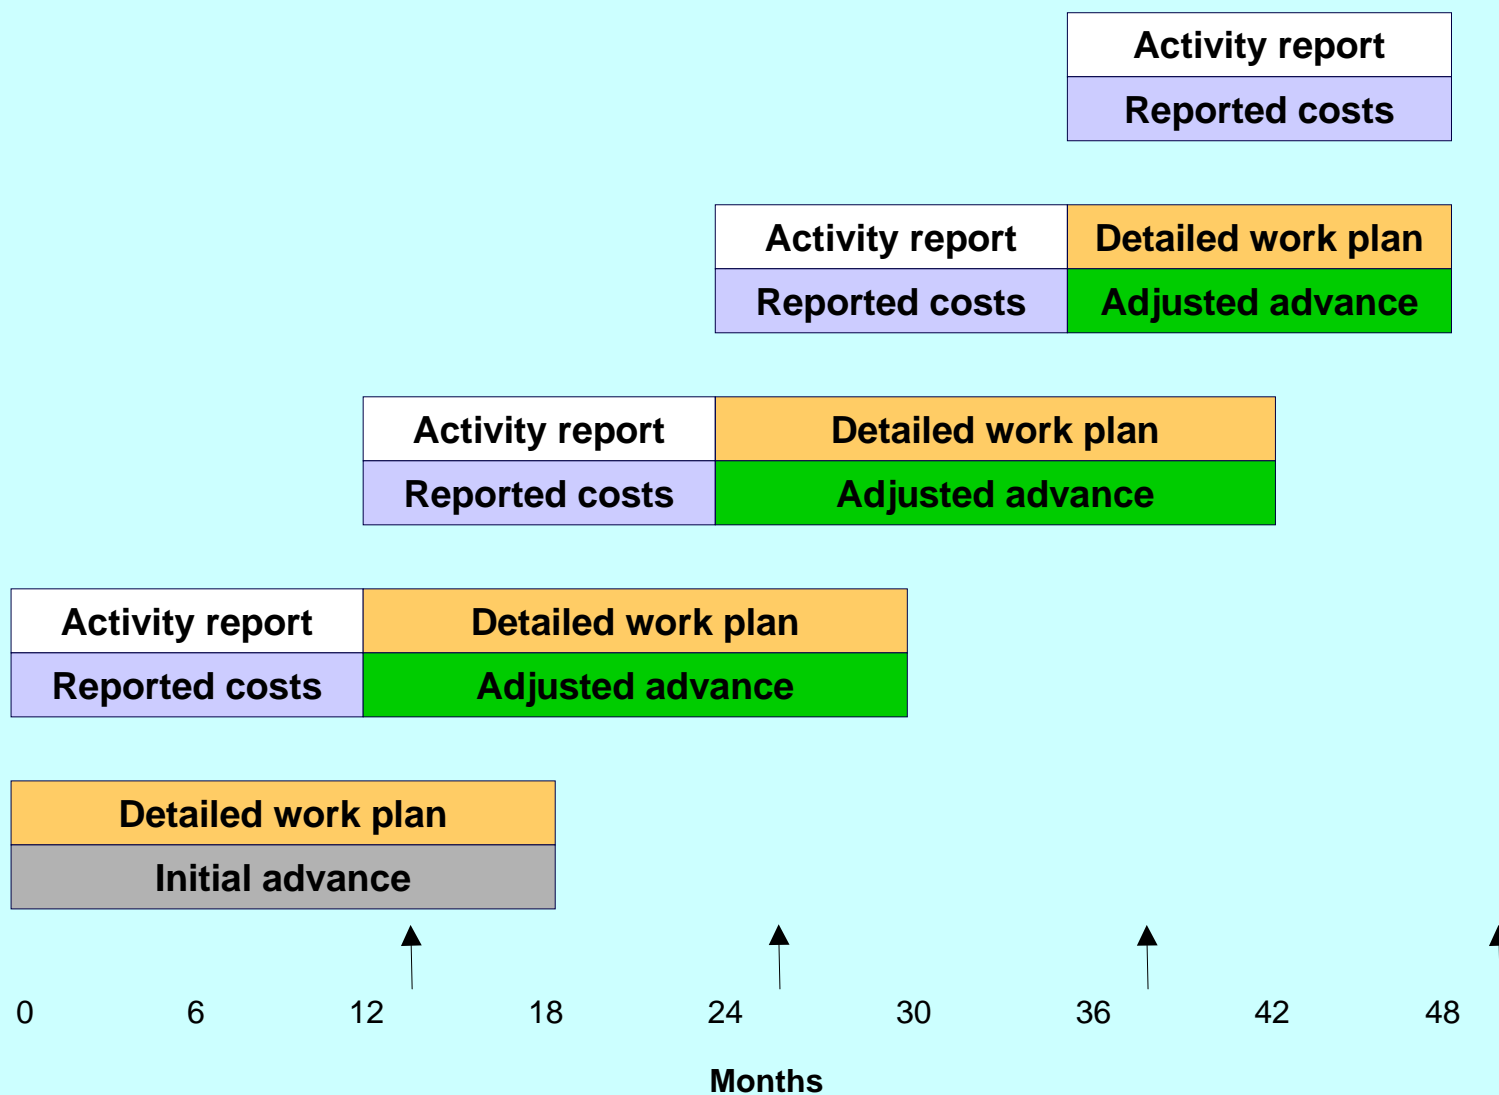 Activity report
Reported costs
Activity report Detailed work plan
Reported costs Adjusted advance
Activity report Detailed work plan
Reported costs Adjusted advance
Activity report Detailed work plan
Reported costs Adjusted advance
Detailed work plan
Initial advance
0 6 12 18 24 30 36 42 48
Months